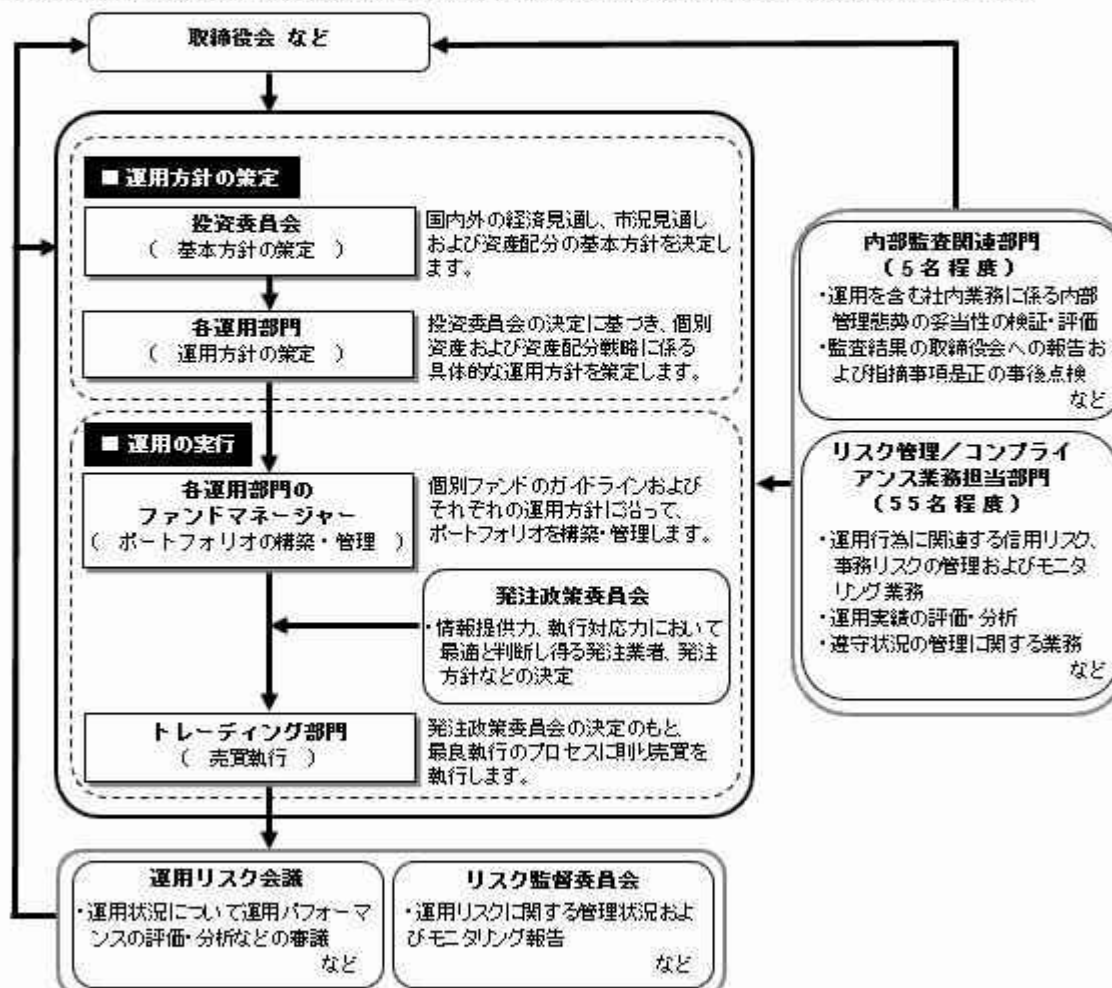 取締役会 など
■ 運用方針の策定
投資委員会
( 基本方針の策定 )
国内外の経済見通し、市況見通し
および資産配分の基本方針を決定し
ます。
各運用部門
( 運用方針の策定 )
投資委員会の決定に基づき、個別
資産および資産配分戦略に係る
具体的な運用方針を策定します。
■ 運用の実行
各運用部門の
ファンドマネージャー
( ポートフォリオの構築・管理 )
個別ファンドのガイドラインおよび
それぞれの運用方針に沿って、
ポートフォリオを構築・管理します。
発注政策委員会
・情報提供力、執行対応力において
最適と判断し得る発注業者、発注
方針などの決定
トレーディング部門
( 売買執行 )
発注政策委員会の決定のもと
最良執行のプロセスに則り売買を
執行します。
内部監査関連部門
(5名程度)
・運用を含む社内業務に係る内部
管理態勢の妥当性の検証・評価
・監査結果の取締役会への報告お
よび指摘事項是正の事後点検
など
リスク管理/コンプライ
アンス業務担当部門
(55名程度)
・運用行為に関連する信用リスク、
事務リスクの管理およびモニタ
リング業務
・運用実績の評価・分析
・遵守状況の管理に関する業務
など
運用リスク会議
・運用状況について運用パフォーマ
ンスの評価・分析などの審議
など
リスク監督委員会
・運用リスクに関する管理状況およ
びモニタリング報告
など